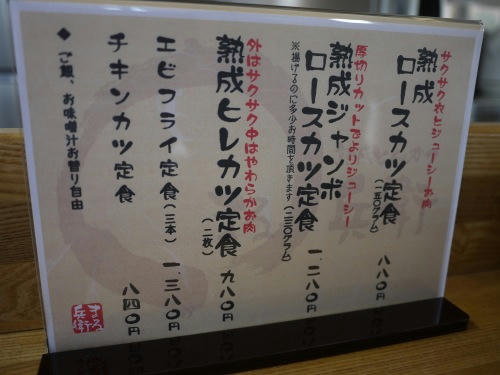 サクサク衣とジューシーお肉
熟成
ロースカツ定食
(一五〇グラム)
八八〇円
厚切りカットでよりジューシー
熟成ジャンボ
ロースカツ定食
(二三〇グラム)
一、二八〇円
※揚げるのに多少お時間を頂きます
外はサクサク中はやわらかお肉
熟成ヒレカツ定食
(二枚)
九八〇円
エビフライ定食
(三本)
一、三八〇円
チキンカツ定食
八四〇円
◆ご飯、お味噌汁お替り自由
まろ
兵衛